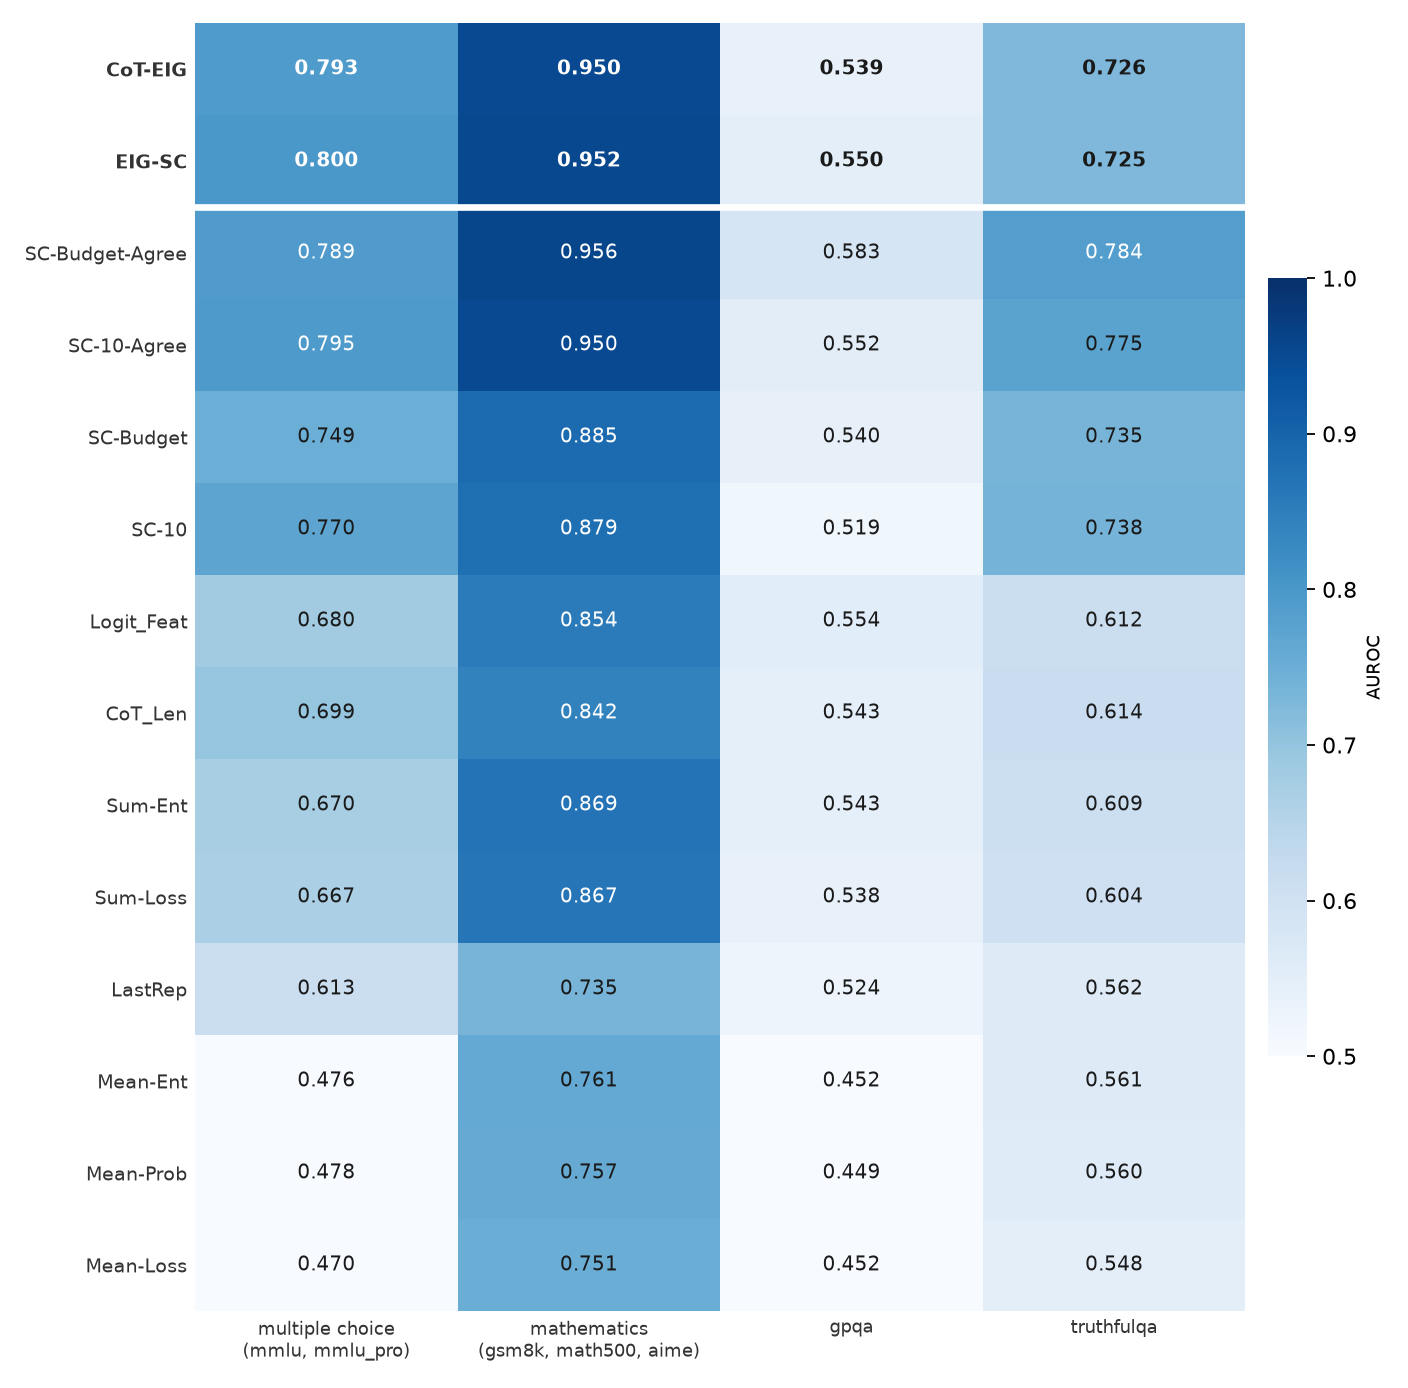 CoT-EIG 0.793 0.950 0.539 0.726
EIG-SC 0.800 0.952 0.550 0.725
SC-Budget-Agree 0.789 0.956 0.583 0.784
SC-10-Agree 0.795 0.950 0.552 0.775
SC-Budget 0.749 0.885 0.540 0.735
SC-10 0.770 0.879 0.519 0.738
Logit_Feat 0.680 0.854 0.554 0.612
CoT_Len 0.699 0.842 0.543 0.614
Sum-Ent 0.670 0.869 0.543 0.609
Sum-Loss 0.667 0.867 0.538 0.604
LastRep 0.613 0.735 0.524 0.562
Mean-Ent 0.476 0.761 0.452 0.561
Mean-Prob 0.478 0.757 0.449 0.560
Mean-Loss 0.470 0.751 0.452 0.548
multiple choice
(mmlu, mmlu_pro)
mathematics
(gsm8k, math500, aime)
gpqa
truthfulqa
1.0
0.9
0.8
0.7
0.6
0.5
AUROC